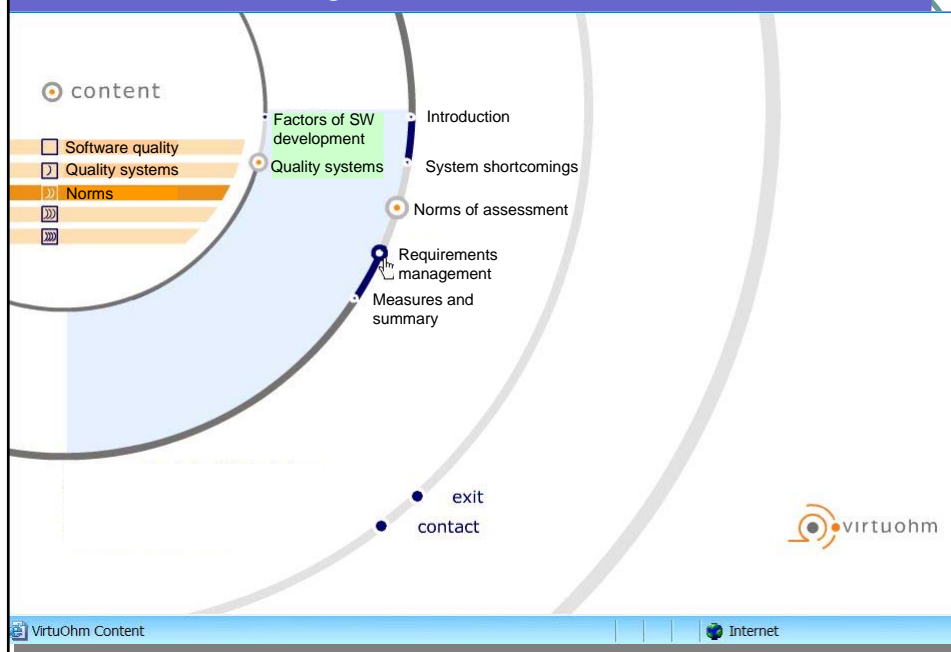 content
Software quality
Quality systems
Norms
Factors of SW
development
Quality systems
Introduction
System shortcomings
Norms of assessment
Requirements
management
Measures and
summary
exit
contact
virtuohm
VirtuOhm Content
Internet